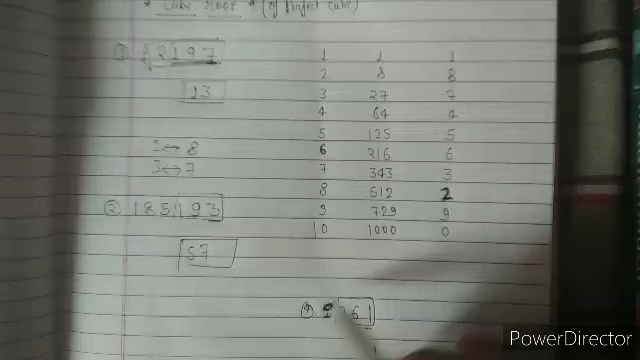 * Cube Root * (of Perfect Cube)
① 2197
13
2 ↔ 8
3 ↔ 7
② 185193
57
1 1 1
2 8 8
3 27 7
4 64 4
5 125 5
6 216 6
7 343 3
8 512 2
9 729 9
10 1000 0
PowerDirector